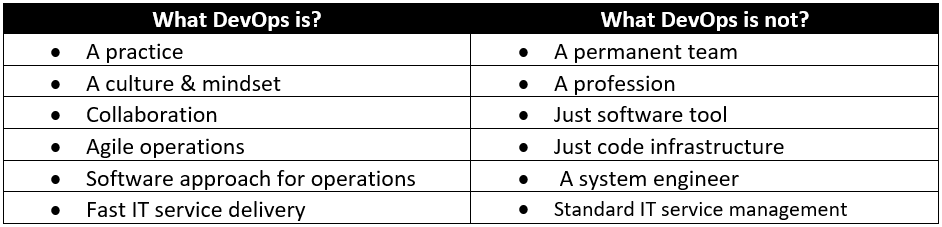 What DevOps is? What DevOps is not?
• A practice • A permanent team
• A culture & mindset • A profession
• Collaboration • Just software tool
• Agile operations • Just code infrastructure
• Software approach for operations • A system engineer
• Fast IT service delivery • Standard IT service management